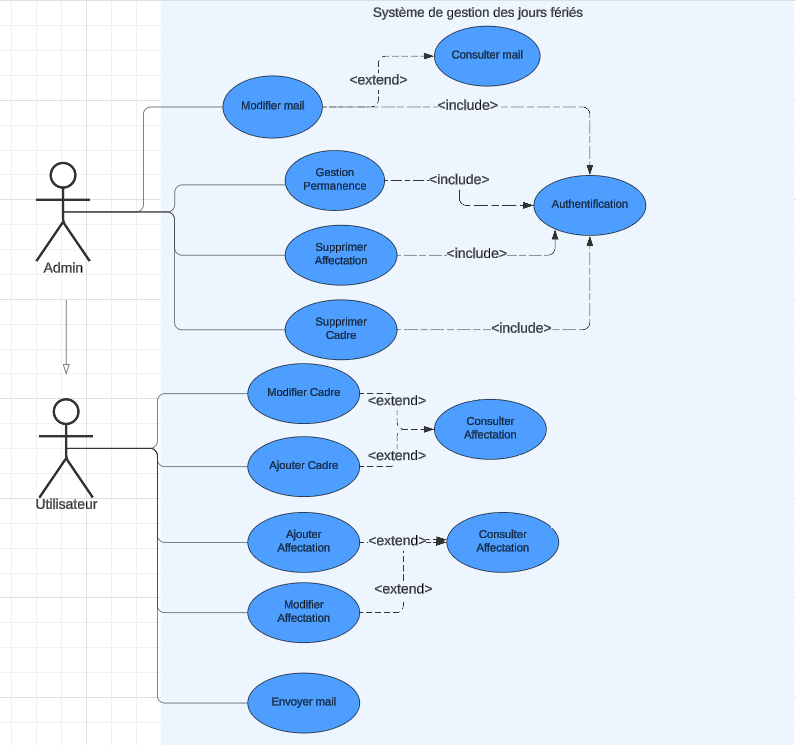 Système de gestion des jours fériés
Consulter mail
<extend>
Modifier mail
<include>
Gestion
Permanence
<include>
Authentification
Supprimer
Affectation
<include>
Admin
Supprimer
Cadre
<include>
Modifier Cadre
<extend>
Consulter
Affectation
<extend>
Ajouter Cadre
Utilisateur
Ajouter
Affectation
<extend>
Consulter
Affectation
<extend>
Modifier
Affectation
Envoyer mail